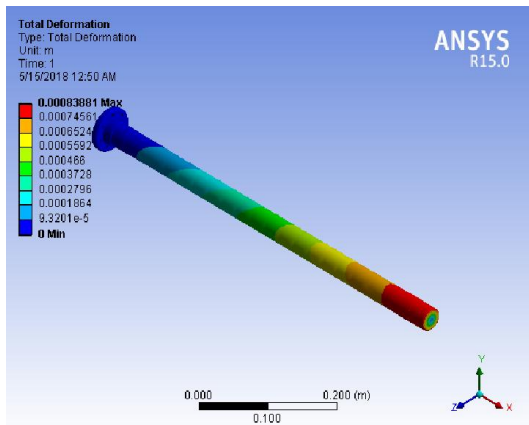 Total Deformation
Type: Total Deformation
Unit: m
Time: 1
5/15/2018 12:50 AM
ANSYS
R15.0
0.00083881 Max
0.00074561
0.0006524
0.0005592
0.000466
0.0003728
0.0002796
0.0001864
9.3201e-5
0 Min
0.000
0.200 (m)
0.100
Y
Z
X